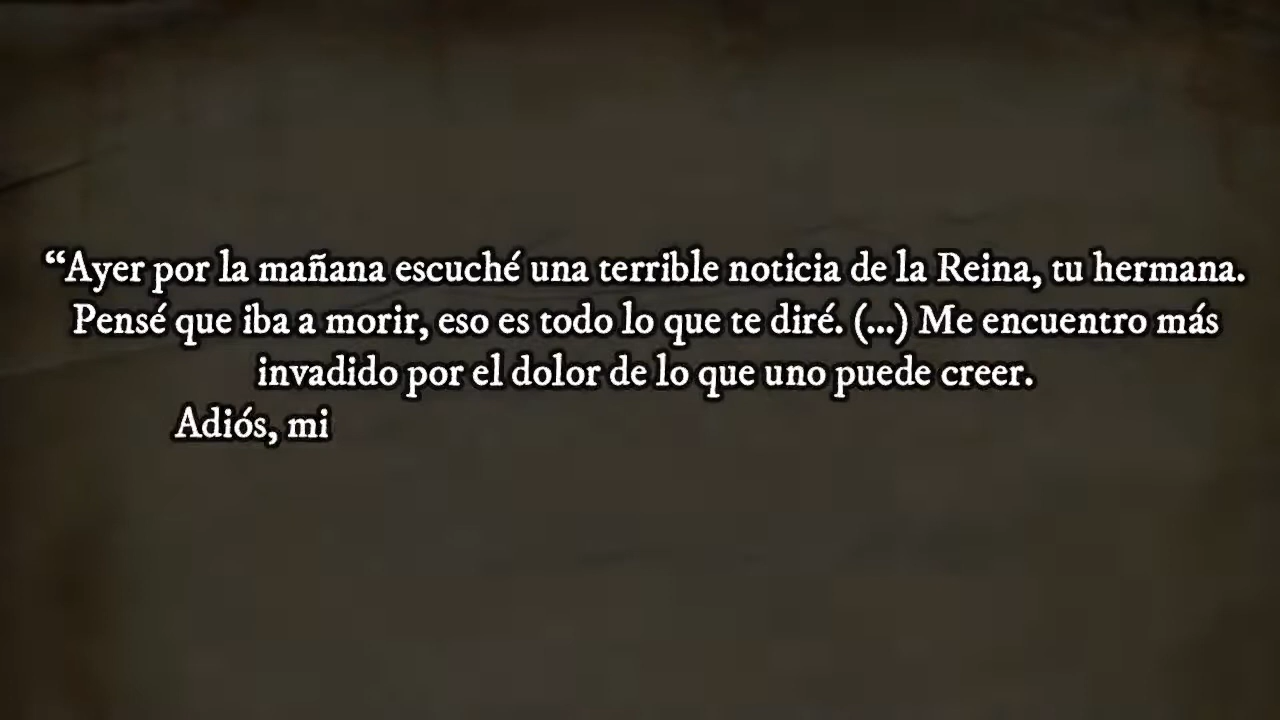 “Ayer por la mañana escuché una terrible noticia de la Reina, tu hermana.
Pensé que iba a morir, eso es todo lo que te diré. (...) Me encuentro más
invadido por el dolor de lo que uno puede creer.
Adiós, mi